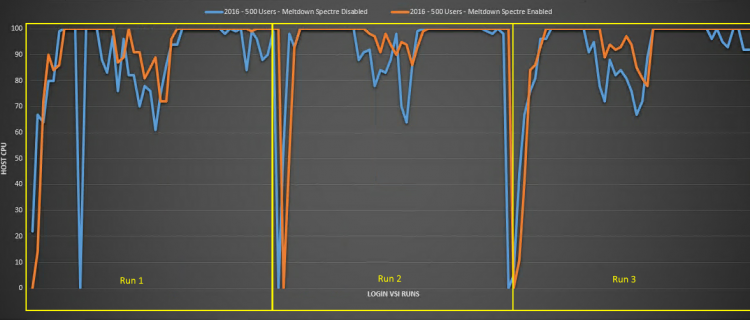 2016 - 500 Users - Meltdown Spectre Disabled 2016 - 500 Users - Meltdown Spectre Enabled
100
90
80
70
60
50
40
30
20
10
0
HOST CPU
Run 1
Run 2
Run 3
LOGIN VSI RUNS